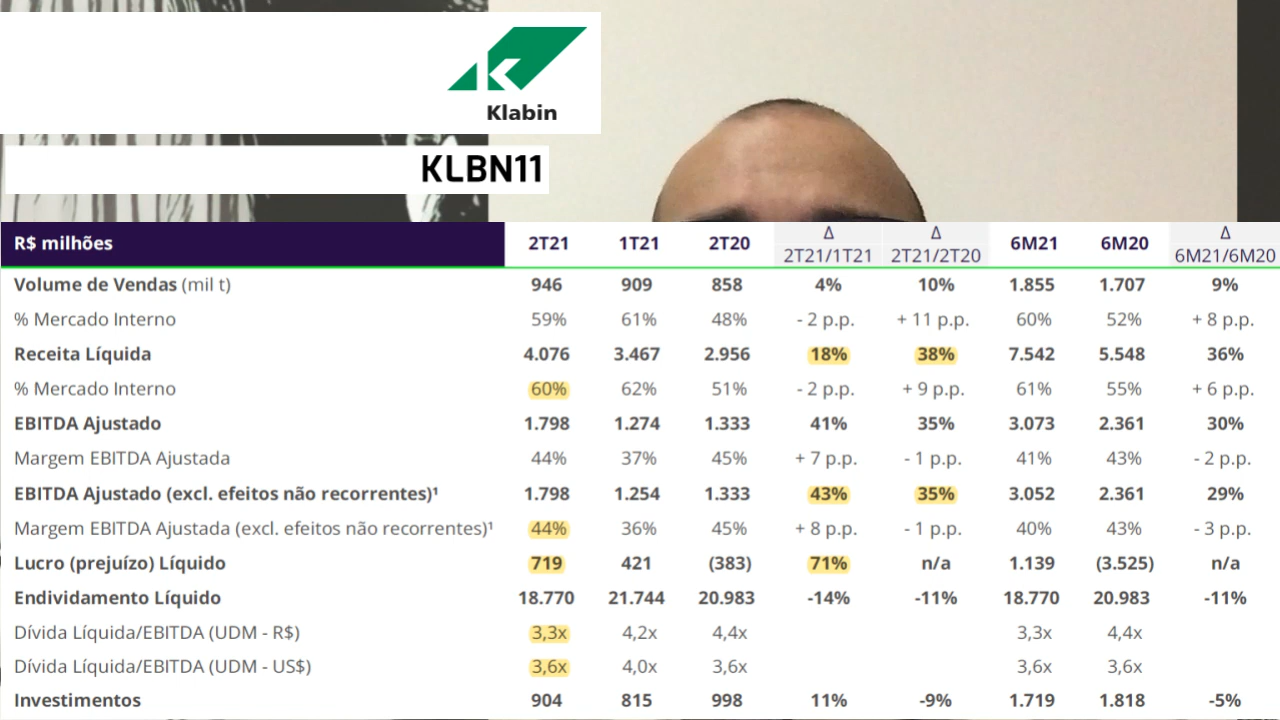 Klabin
KLBN11
R$ milhões 2T21 1T21 2T20 Δ 2T21/1T21 Δ 2T21/2T20 6M21 6M20 Δ 6M21/6M20
Volume de Vendas (mil t) 946 909 858 4% 10% 1.855 1.707 9%
% Mercado Interno 59% 61% 48% - 2 p.p. + 11 p.p. 60% 52% + 8 p.p.
Receita Líquida 4.076 3.467 2.956 18% 38% 7.542 5.548 36%
% Mercado Interno 60% 62% 51% - 2 p.p. + 9 p.p. 61% 55% + 6 p.p.
EBITDA Ajustado 1.798 1.274 1.333 41% 35% 3.073 2.361 30%
Margem EBITDA Ajustada 44% 37% 45% + 7 p.p. - 1 p.p. 41% 43% - 2 p.p.
EBITDA Ajustado (excl. efeitos não recorrentes)¹ 1.798 1.254 1.333 43% 35% 3.052 2.361 29%
Margem EBITDA Ajustada (excl. efeitos não recorrentes)¹ 44% 36% 45% + 8 p.p. - 1 p.p. 40% 43% - 3 p.p.
Lucro (prejuízo) Líquido 719 421 (383) 71% n/a 1.139 (3.525) n/a
Endividamento Líquido 18.770 21.744 20.983 -14% -11% 18.770 20.983 -11%
Dívida Líquida/EBITDA (UDM - R$) 3,3x 4,2x 4,4x 3,3x 4,4x
Dívida Líquida/EBITDA (UDM - US$) 3,6x 4,0x 3,6x 3,6x 3,6x
Investimentos 904 815 998 11% -9% 1.719 1.818 -5%